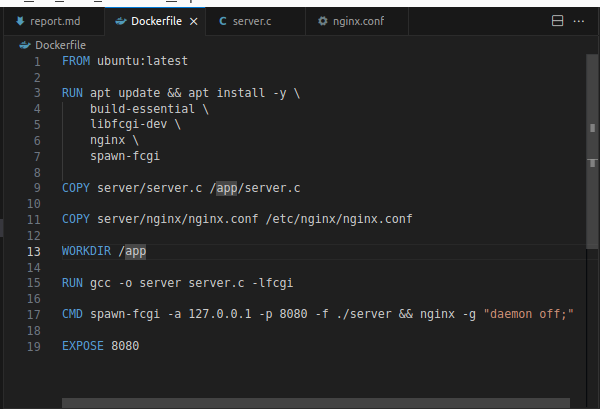 report.md Dockerfile server.c nginx.conf
Dockerfile
1 FROM ubuntu:latest
2
3 RUN apt update && apt install -y \
4 build-essential \
5 libfcgi-dev \
6 nginx \
7 spawn-fcgi
8
9 COPY server/server.c /app/server.c
10
11 COPY server/nginx/nginx.conf /etc/nginx/nginx.conf
12
13 WORKDIR /app
14
15 RUN gcc -o server server.c -lfcgi
16
17 CMD spawn-fcgi -a 127.0.0.1 -p 8080 -f ./server && nginx -g "daemon off;"
18
19 EXPOSE 8080